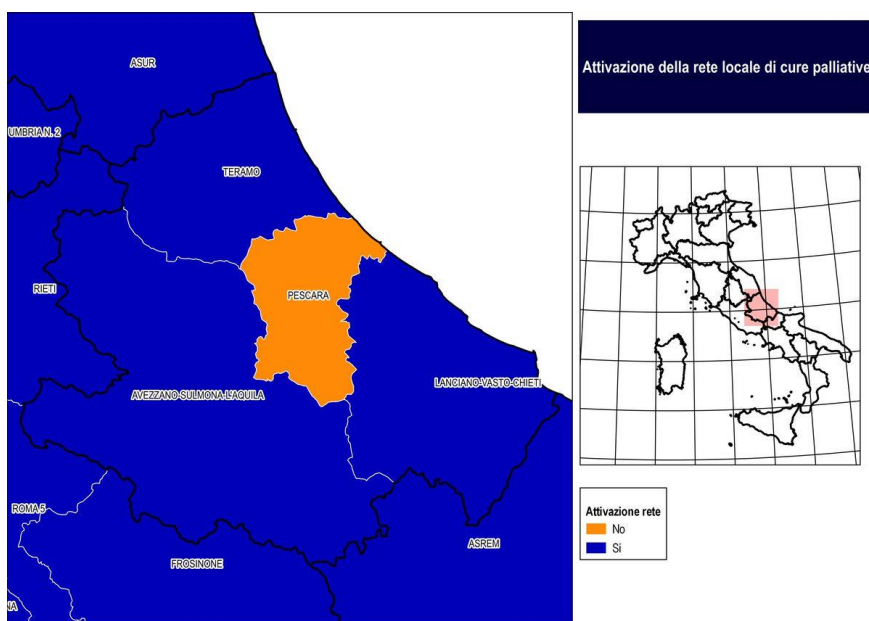 Attivazione della rete locale di cure palliative
ASUR
UMBRIA N. 2
TERAMO
RIETI
PESCARA
AVEZZANO-SULMONA-L'AQUILA
LANCIANO-VASTO-CHIETI
ROMA 5
FROSINONE
ASREM
NA
Attivazione rete
No
Si